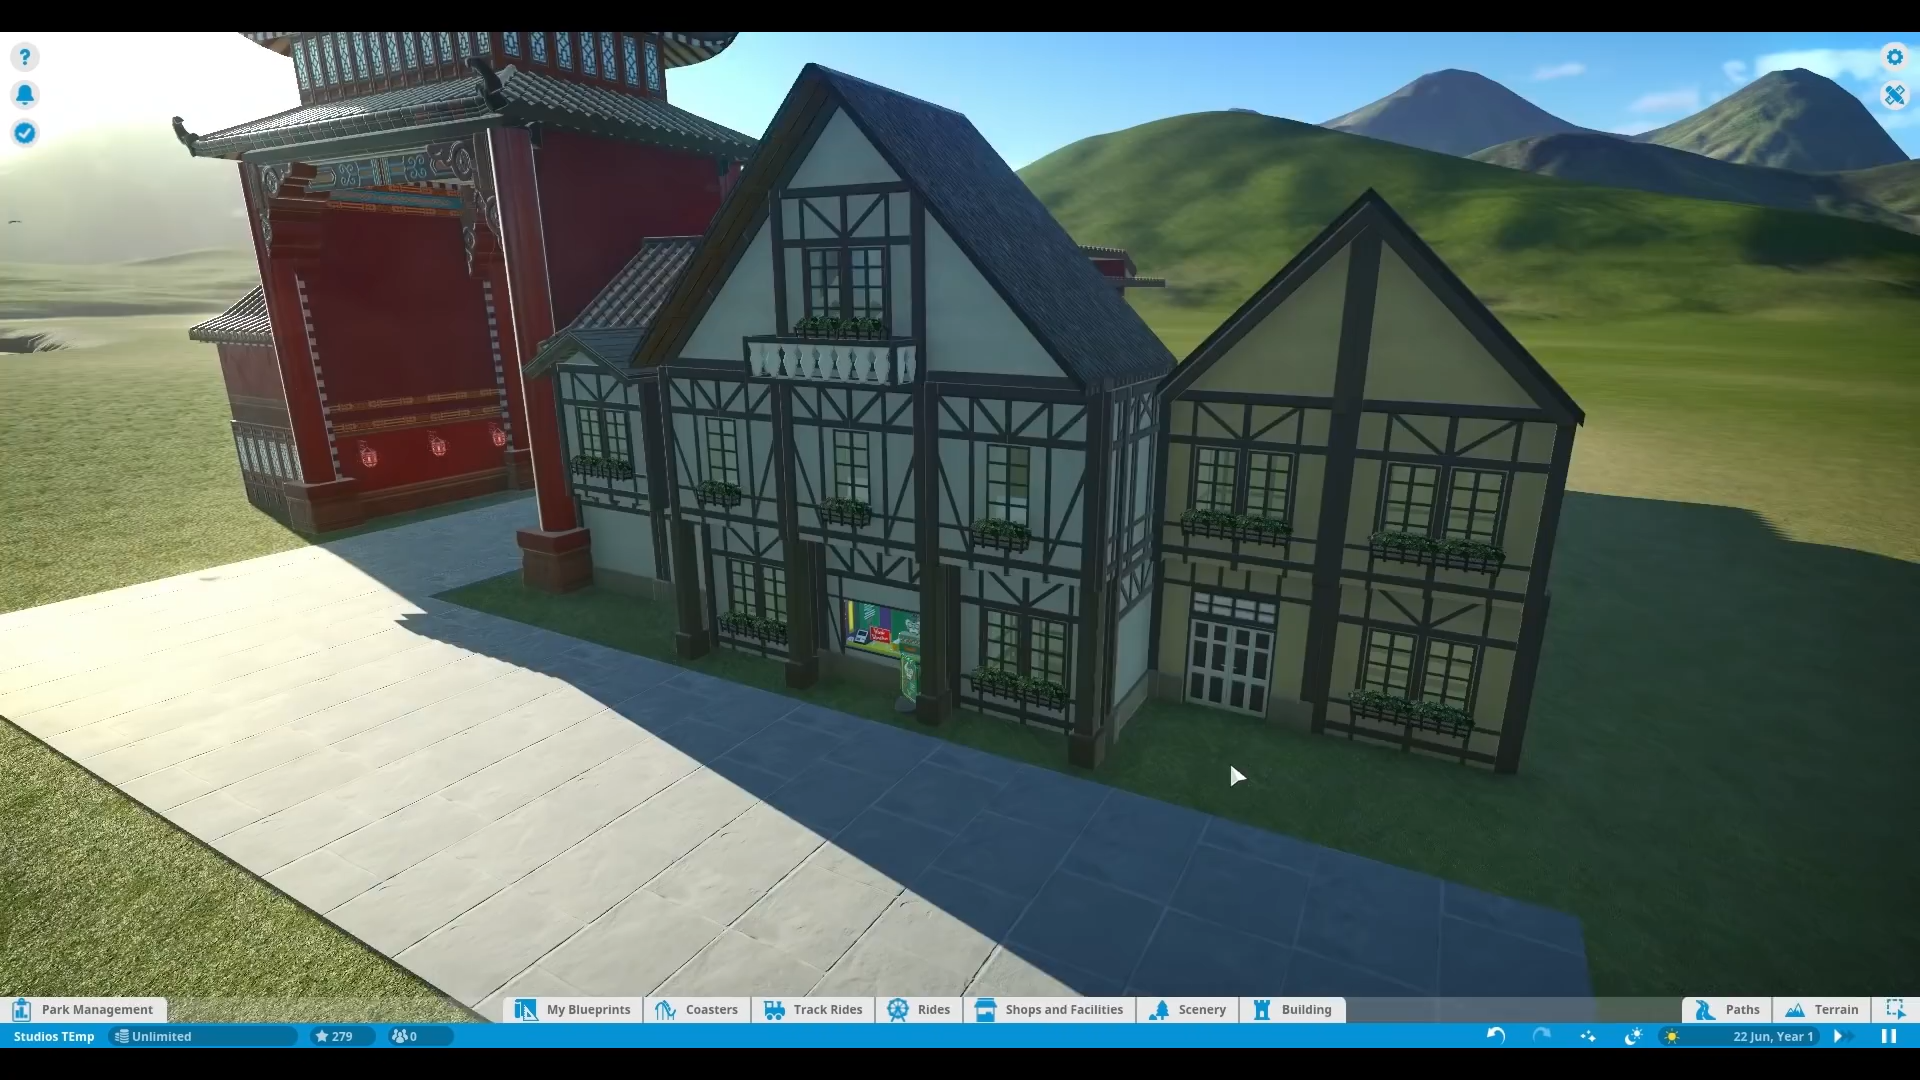 ?
Park Management
My Blueprints
Coasters
Track Rides
Rides
Shops and Facilities
Scenery
Building
Paths
Terrain
Studios TEmp
Unlimited
279
0
22 Jun, Year 1